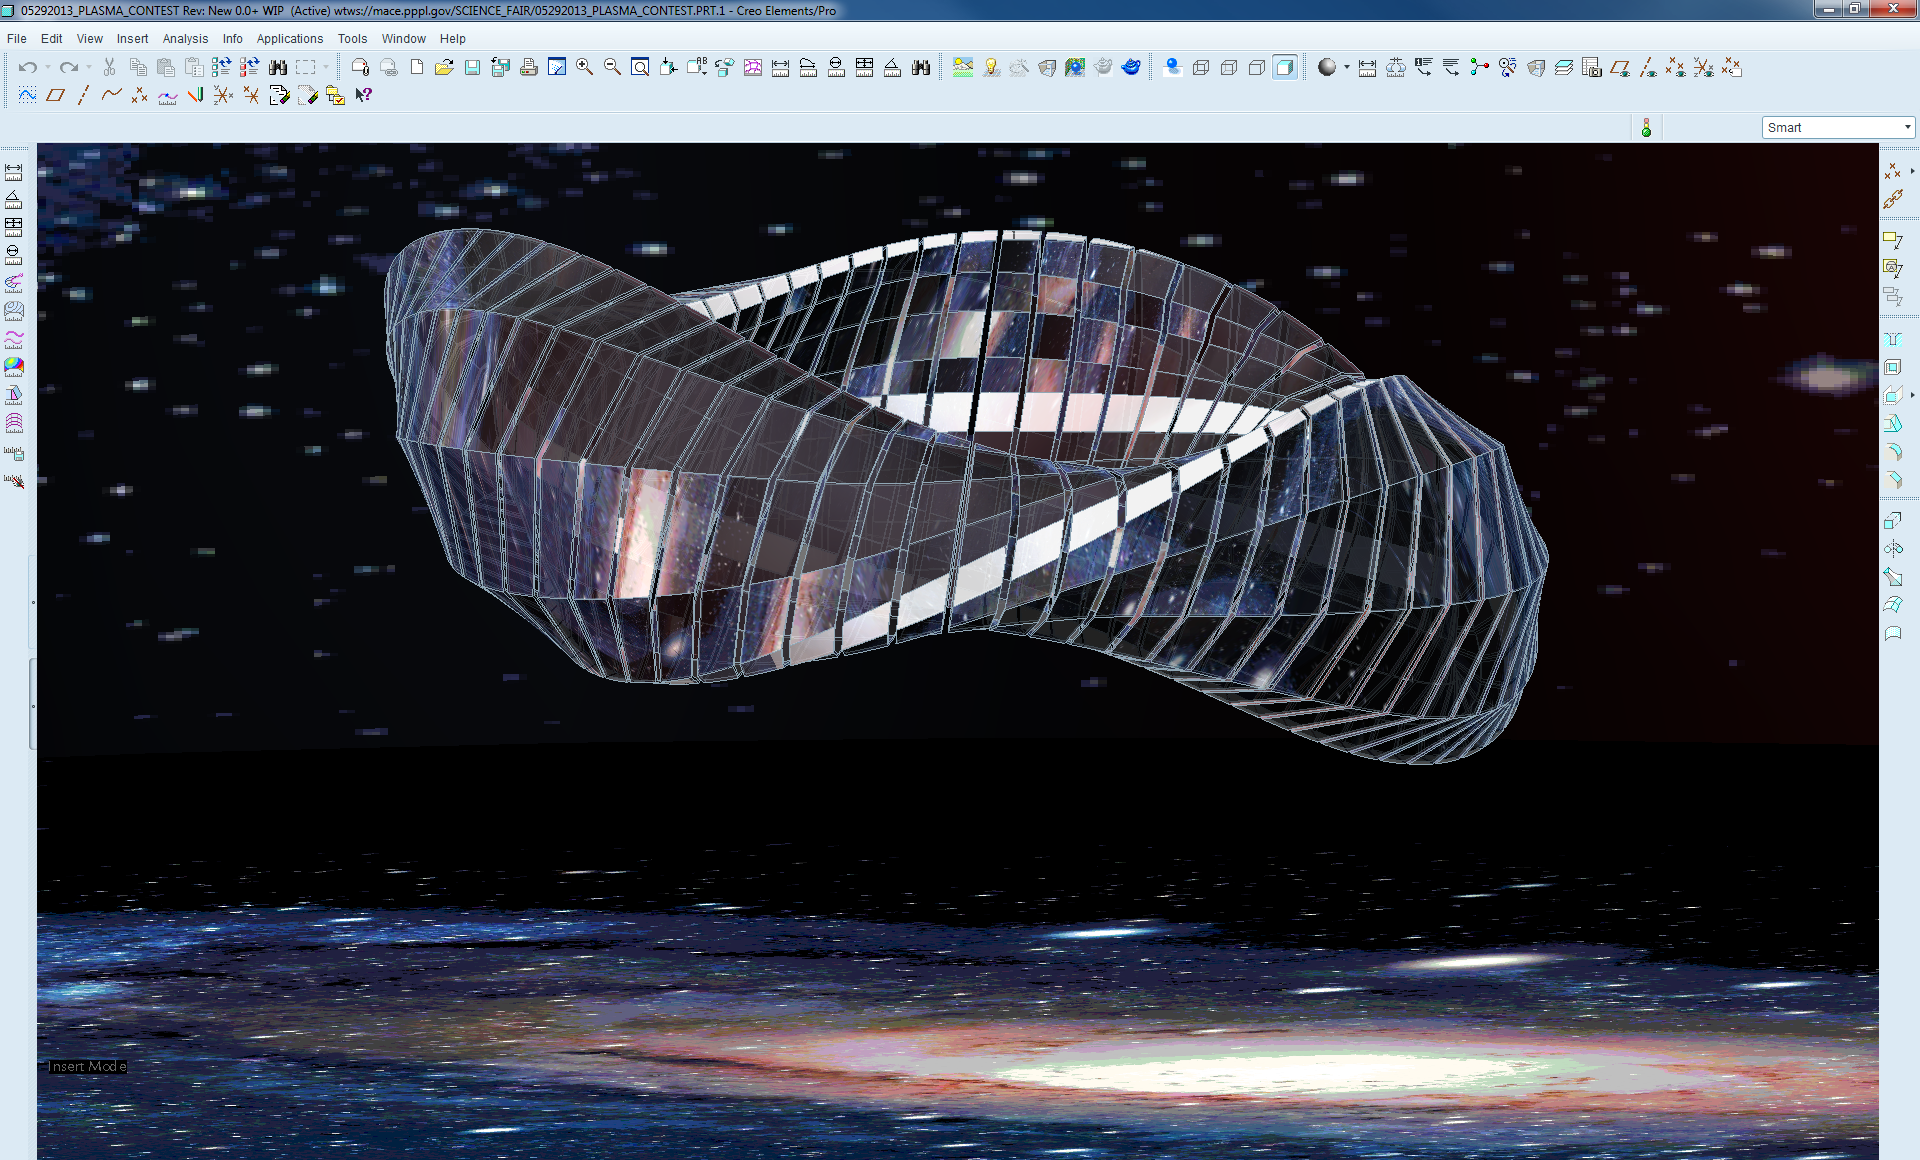 05292013_PLASMA_CONTEST Rev: New 0.0+ WIP (Active) wtws://mace.pppl.gov/SCIENCE_FAIR/05292013_PLASMA_CONTEST.PRT.1 - Creo Elements/Pro
File Edit View Insert Analysis Info Applications Tools Window Help
Smart
Insert Mode